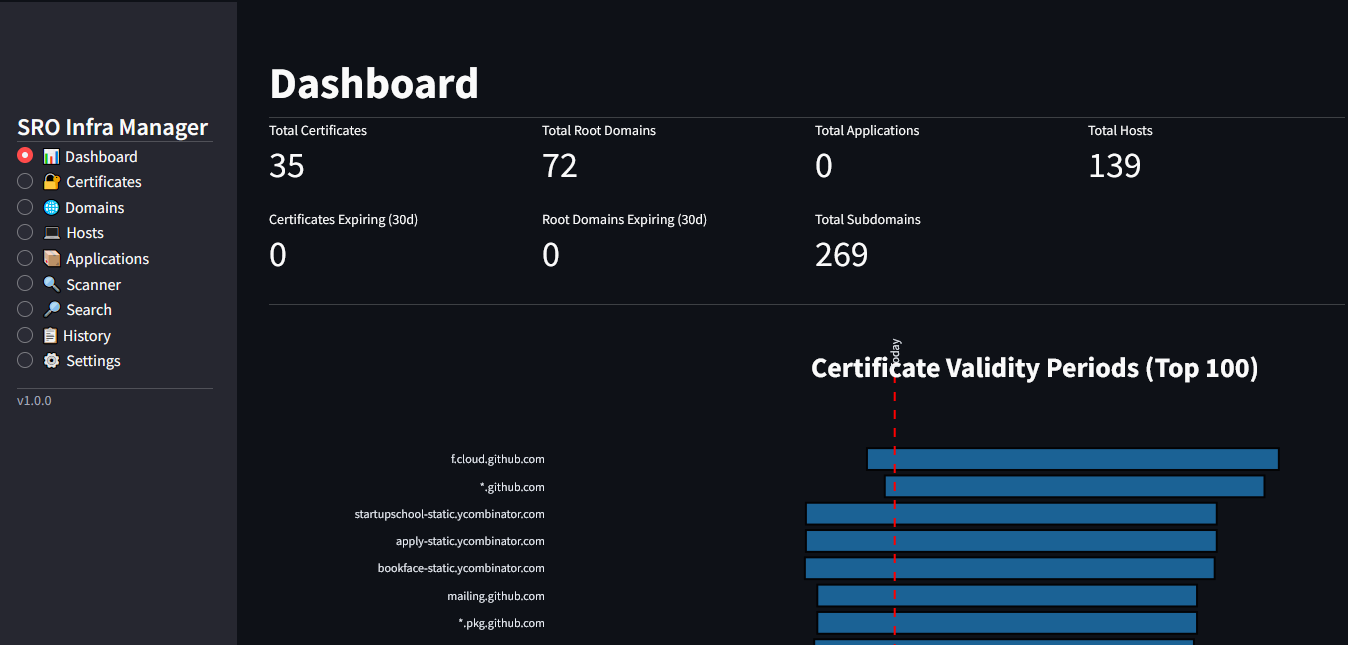 SRO Infra Manager
Dashboard
Certificates
Domains
Hosts
Applications
Scanner
Search
History
Settings
v1.0.0
Dashboard
Total Certificates
35
Total Root Domains
72
Total Applications
0
Total Hosts
139
Certificates Expiring (30d)
0
Root Domains Expiring (30d)
0
Total Subdomains
269
Today
Certificate Validity Periods (Top 100)
f.cloud.github.com
*.github.com
startupschool-static.ycombinator.com
apply-static.ycombinator.com
bookface-static.ycombinator.com
mailing.github.com
*.pkg.github.com